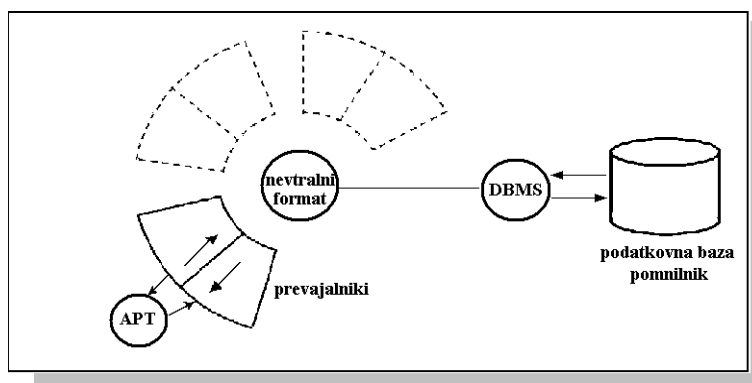 nevtralni
format
DBMS
podatkovna baza
pomnilnik
prevajalniki
APT